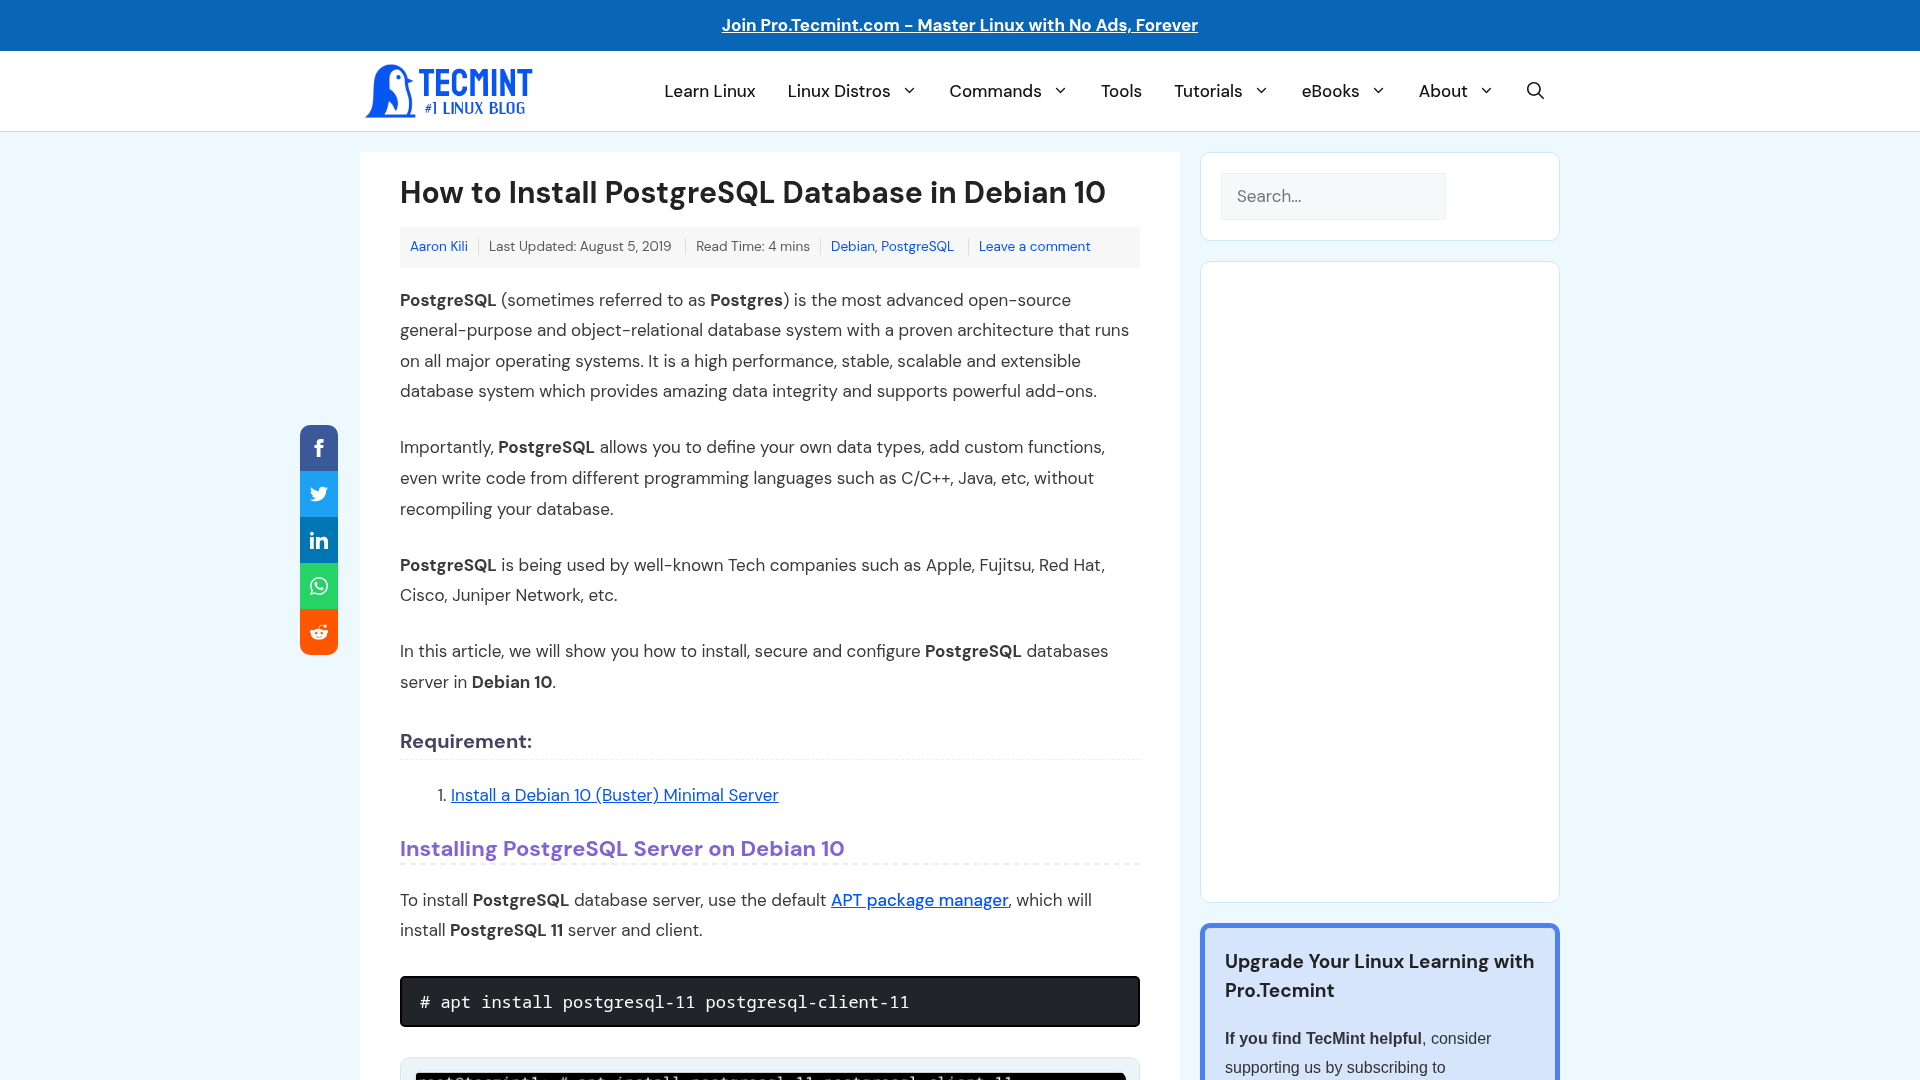 Join Pro.Tecmint.com - Master Linux with No Ads, Forever
TECMINT
#1 LINUX BLOG
Learn Linux
Linux Distros
Commands
Tools
Tutorials
eBooks
About
How to Install PostgreSQL Database in Debian 10
Search...
Aaron Kili
Last Updated: August 5, 2019
Read Time: 4 mins
Debian, PostgreSQL
Leave a comment
PostgreSQL (sometimes referred to as Postgres) is the most advanced open-source
general-purpose and object-relational database system with a proven architecture that runs
on all major operating systems. It is a high performance, stable, scalable and extensible
database system which provides amazing data integrity and supports powerful add-ons.
Importantly, PostgreSQL allows you to define your own data types, add custom functions,
even write code from different programming languages such as C/C++, Java, etc, without
recompiling your database.
PostgreSQL is being used by well-known Tech companies such as Apple, Fujitsu, Red Hat,
Cisco, Juniper Network, etc.
In this article, we will show you how to install, secure and configure PostgreSQL databases
server in Debian 10.
Requirement:
1. Install a Debian 10 (Buster) Minimal Server
Installing PostgreSQL Server on Debian 10
To install PostgreSQL database server, use the default APT package manager, which will
install PostgreSQL 11 server and client.
# apt install postgresql-11 postgresql-client-11
Upgrade Your Linux Learning with
Pro.Tecmint
If you find TecMint helpful, consider
supporting us by subscribing to